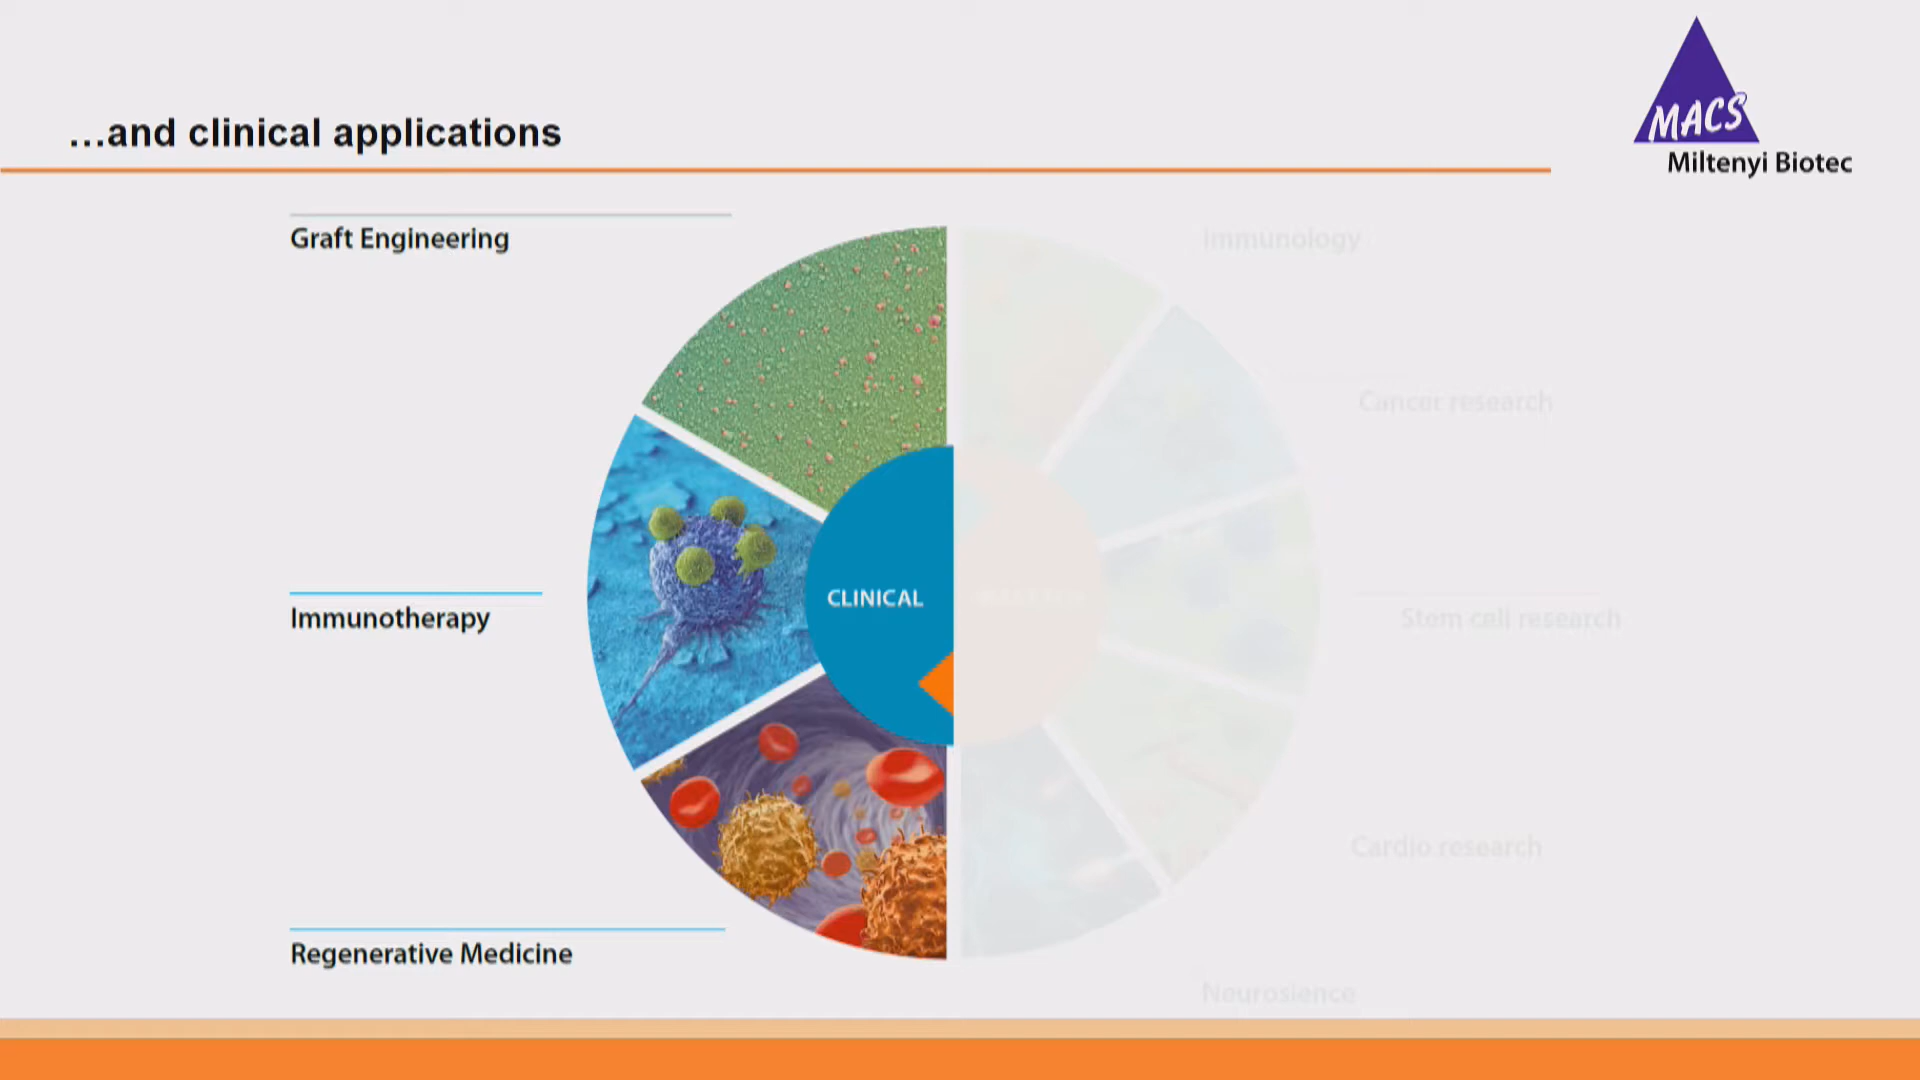 ...and clinical applications
MACS
Miltenyi Biotec
Graft Engineering
Immunology
Cancer research
CLINICAL
Immunotherapy
Stem cell research
Cardio research
Regenerative Medicine
Neurosience